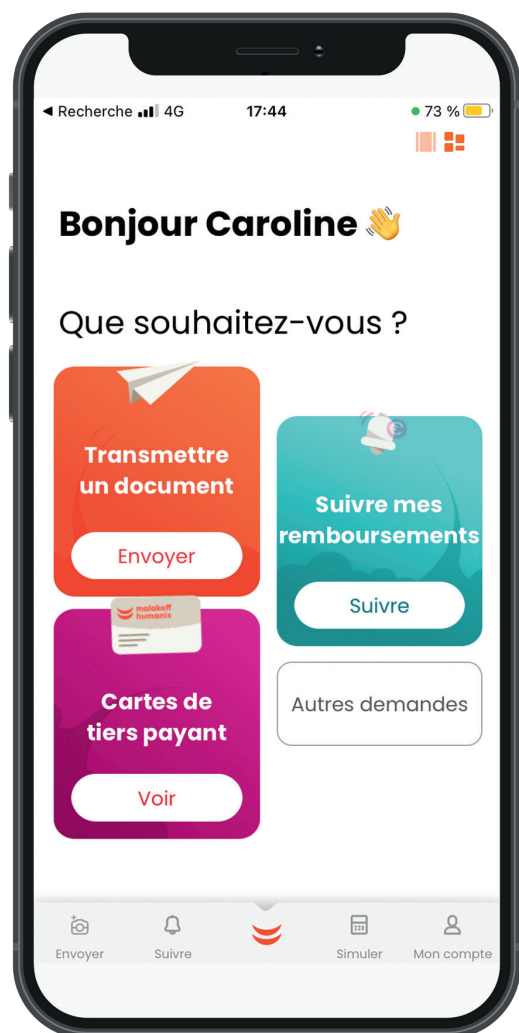 ◀ Recherche 4G 17:44 73 %
Bonjour Caroline 👋
Que souhaitez-vous ?
Transmettre
un document
Envoyer
Suivre mes
remboursements
Suivre
malakoff
humanis
Cartes de
tiers payant
Voir
Autres demandes
Envoyer Suivre Simuler Mon compte